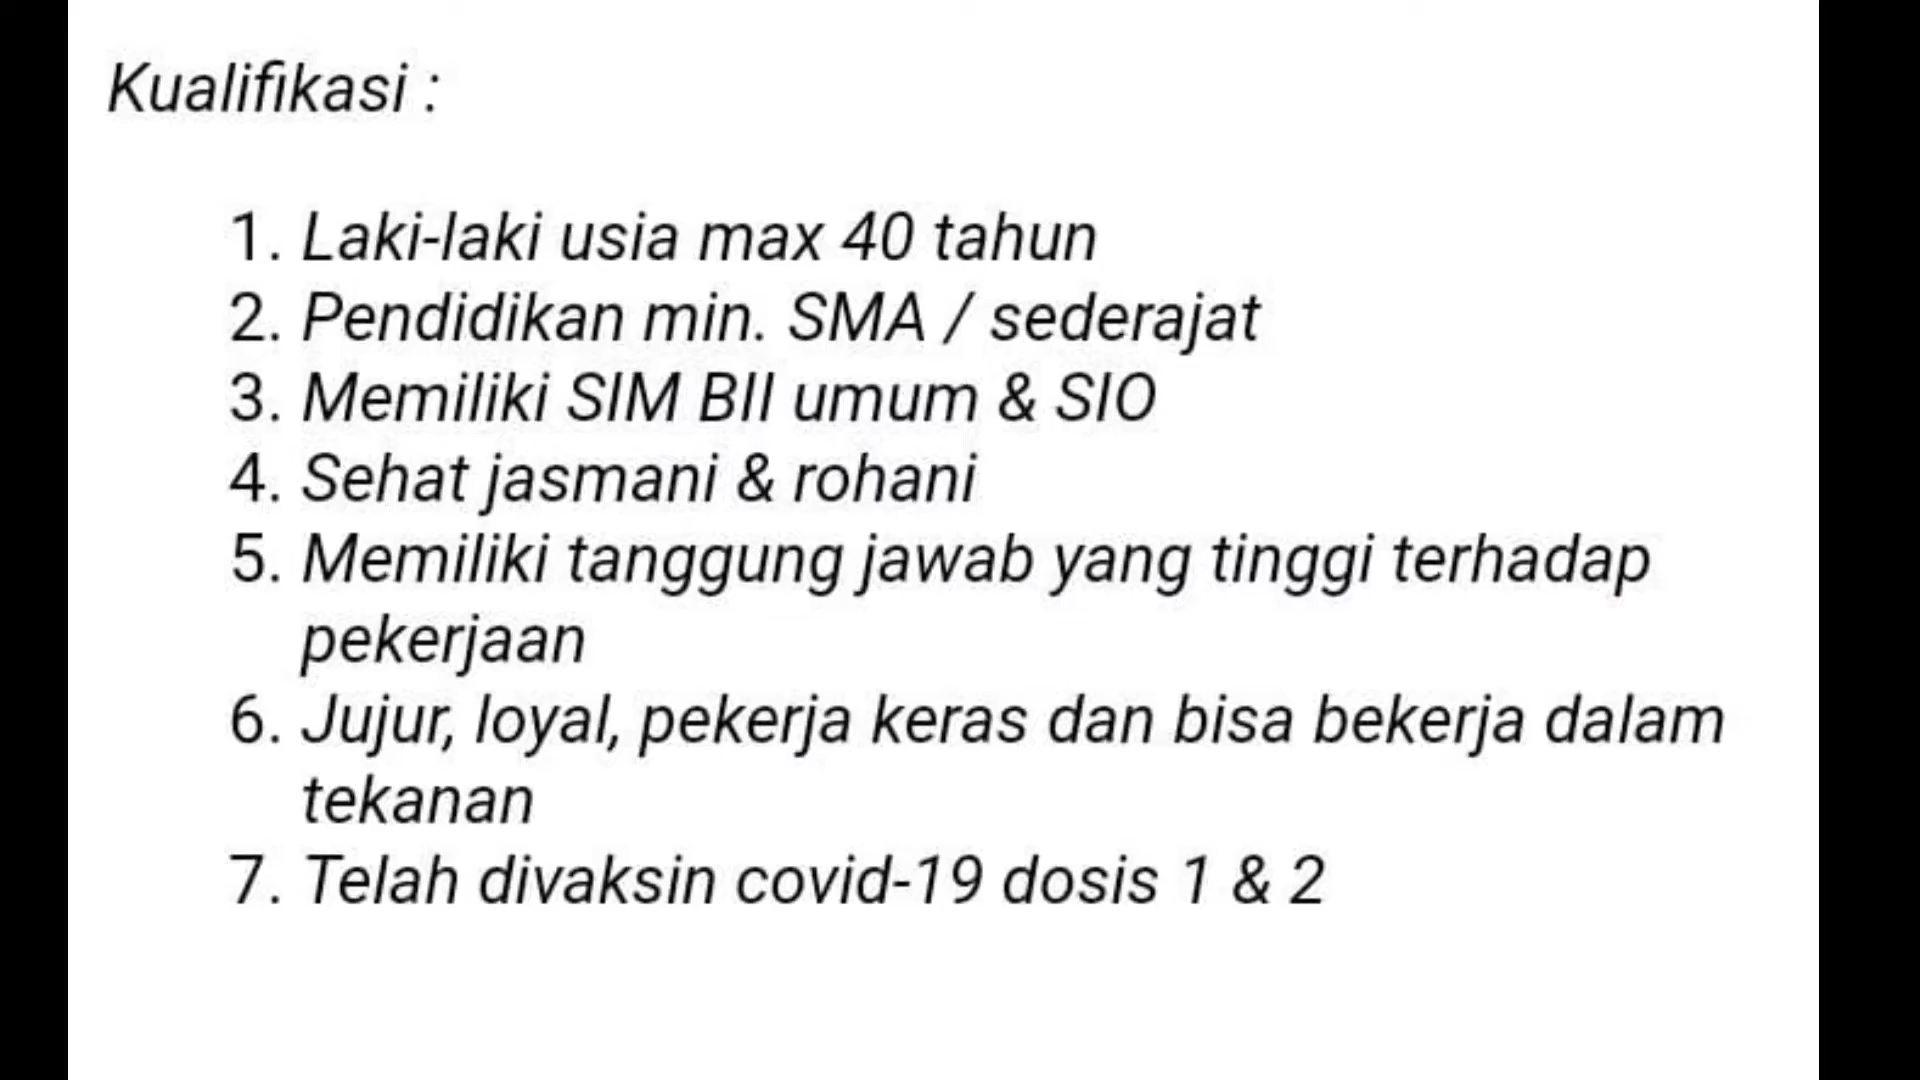 Kualifikasi :
1. Laki-laki usia max 40 tahun
2. Pendidikan min. SMA / sederajat
3. Memiliki SIM BII umum & SIO
4. Sehat jasmani & rohani
5. Memiliki tanggung jawab yang tinggi terhadap
pekerjaan
6. Jujur, loyal, pekerja keras dan bisa bekerja dalam
tekanan
7. Telah divaksin covid-19 dosis 1 & 2